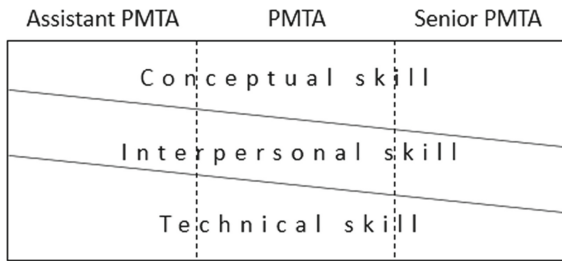 Assistant PMTA PMTA Senior PMTA
Conceptual skill
Interpersonal skill
Technical skill